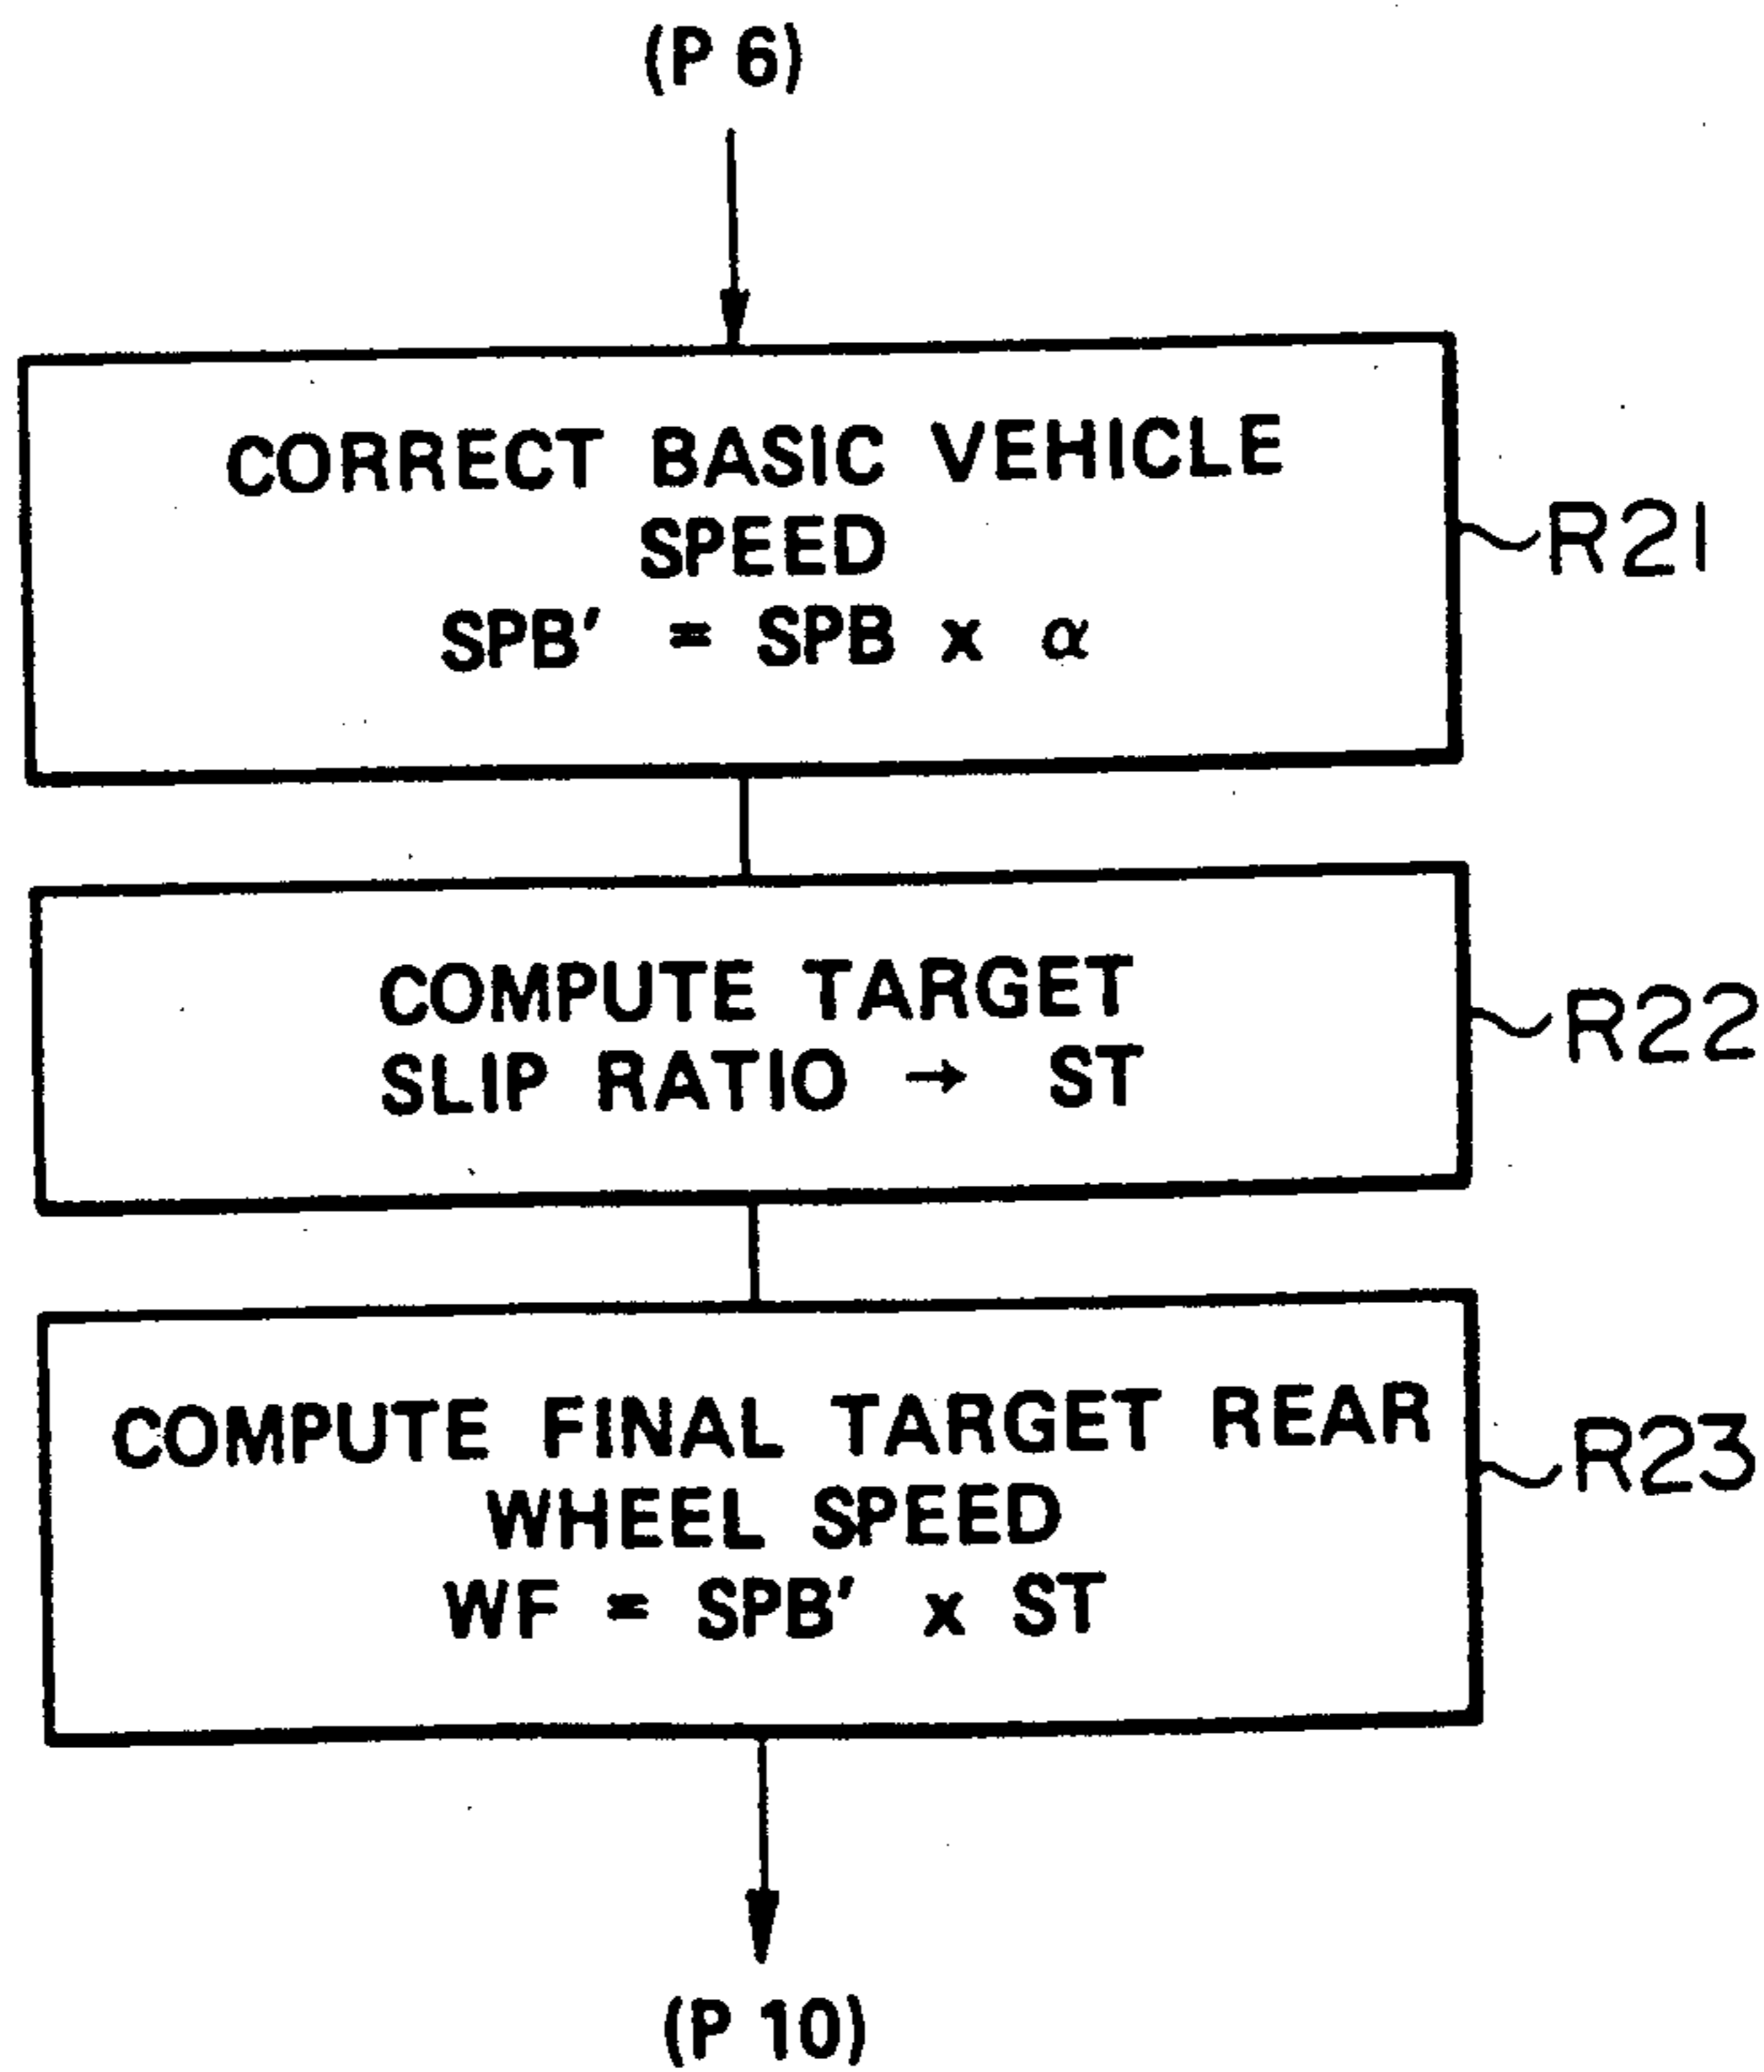 (P 6)
CORRECT BASIC VEHICLE
SPEED
SPB' = SPB x α
R21
COMPUTE TARGET
SLIP RATIO → ST
R22
COMPUTE FINAL TARGET REAR
WHEEL SPEED
WF = SPB' x ST
R23
(P 10)